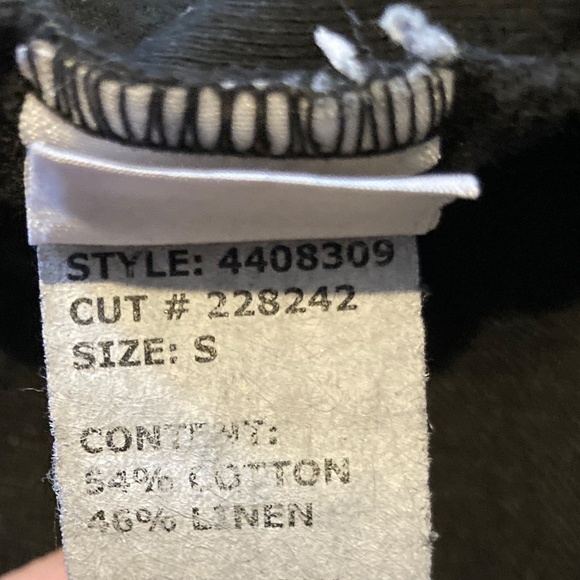 STYLE: 4408309
CUT # 228242
SIZE: S
CONTENT:
54% COTTON
46% LINEN